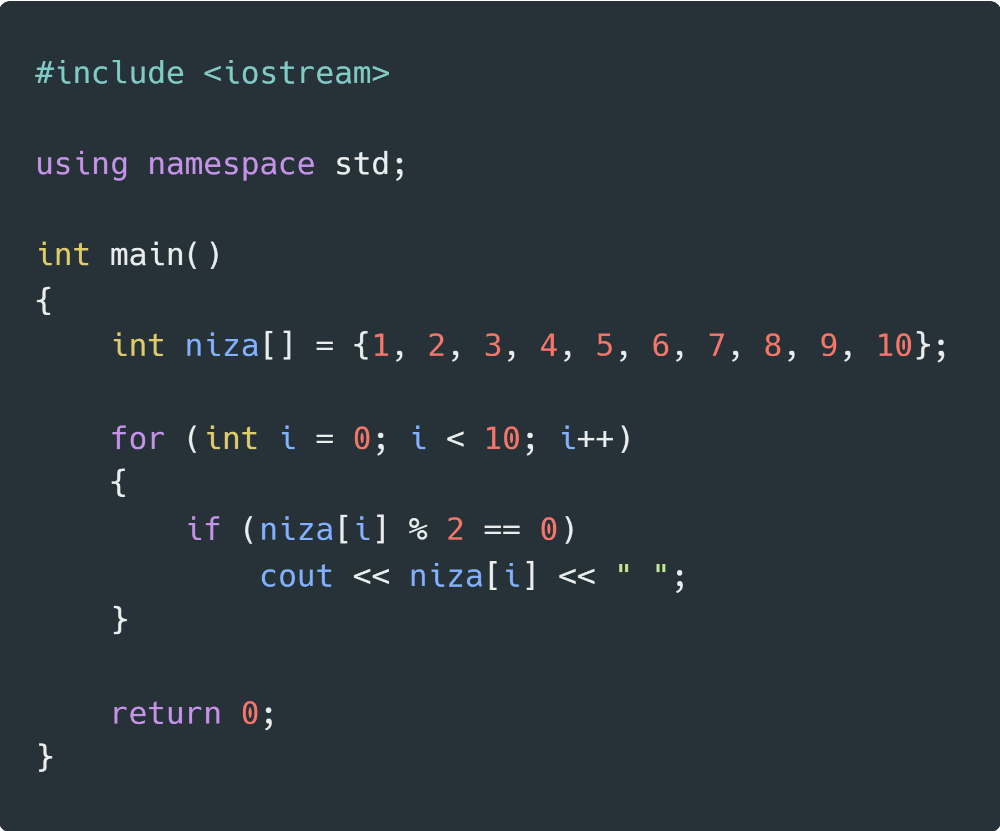 #include <iostream>

using namespace std;

int main()
{
    int niza[] = {1, 2, 3, 4, 5, 6, 7, 8, 9, 10};

    for (int i = 0; i < 10; i++)
    {
        if (niza[i] % 2 == 0)
            cout << niza[i] << " ";
    }

    return 0;
}